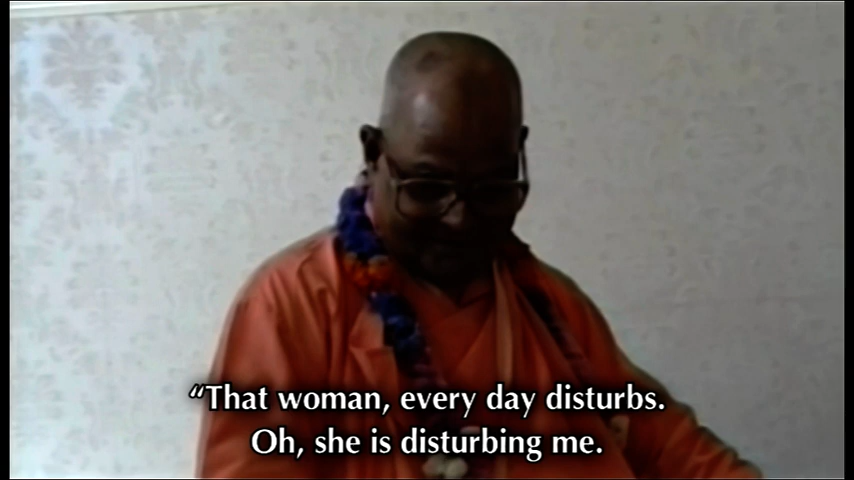 “That woman, every day disturbs.
Oh, she is disturbing me.